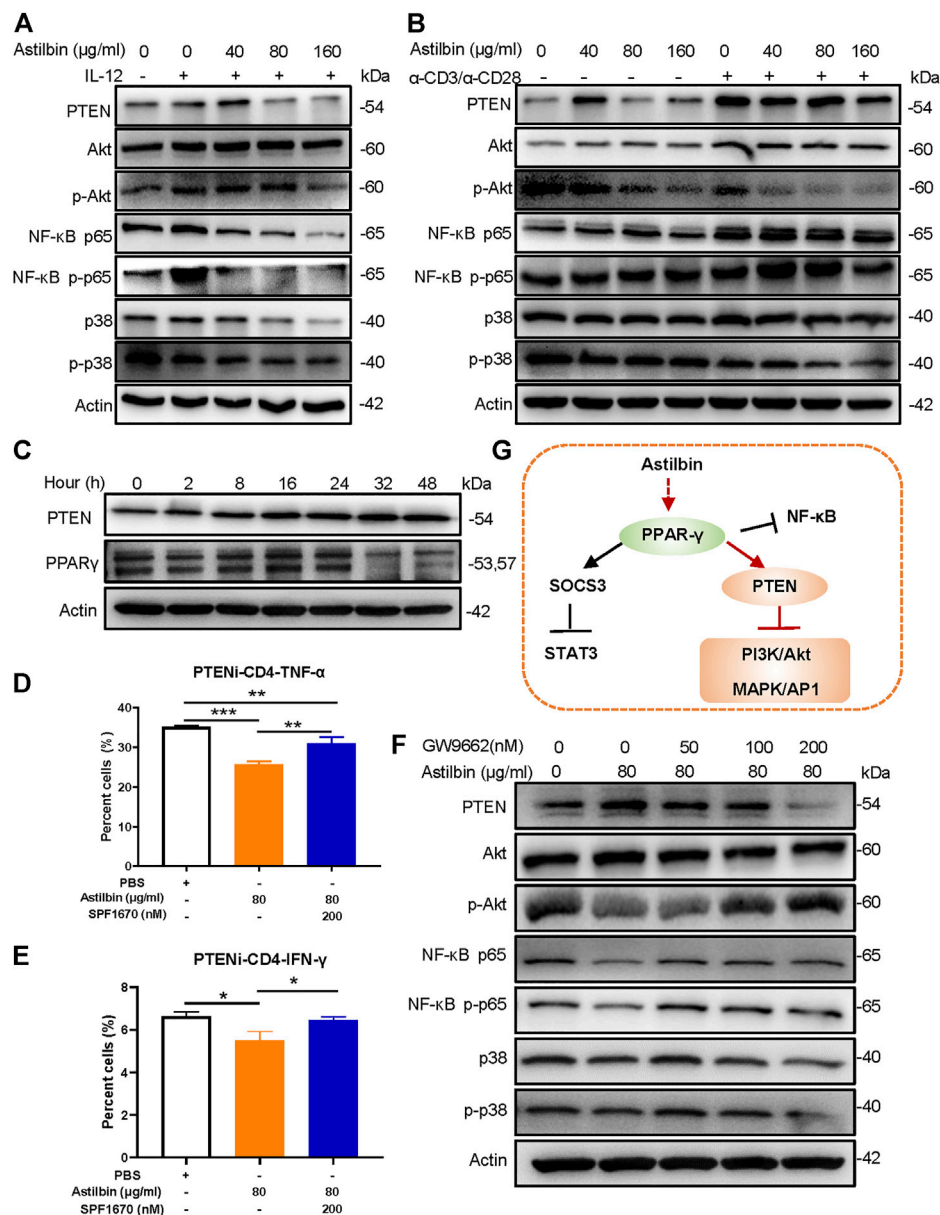 A
Astilbin (μg/ml) 0 0 40 80 160
IL-12 - + + + + kDa
PTEN -54
Akt -60
p-Akt -60
NF-κB p65 -65
NF-κB p-p65 -65
p38 -40
p-p38 -40
Actin -42
B
Astilbin (μg/ml) 0 40 80 160 0 40 80 160
α-CD3/α-CD28 - - - - + + + + kDa
PTEN -54
Akt -60
p-Akt -60
NF-κB p65 -65
NF-κB p-p65 -65
p38 -40
p-p38 -40
Actin -42
C
Hour (h) 0 2 8 16 24 32 48 kDa
PTEN -54
PPARγ -53,57
Actin -42
G
Astilbin
PPAR-γ
NF-κB
SOCS3
PTEN
STAT3
PI3K/Akt
MAPK/AP1
D
PTENi-CD4-TNF-α
Percent cells (%)
40
30
20
10
0
**
***
**
PBS + - -
Astilbin (μg/ml) - 80 80
SPF1670 (nM) - - 200
E
PTENi-CD4-IFN-γ
Percent cells (%)
8
6
4
2
0
*
*
PBS + - -
Astilbin (μg/ml) - 80 80
SPF1670 (nM) - - 200
F
GW9662(nM) 0 0 50 100 200
Astilbin (μg/ml) 0 80 80 80 80 kDa
PTEN -54
Akt -60
p-Akt -60
NF-κB p65 -65
NF-κB p-p65 -65
p38 -40
p-p38 -40
Actin -42